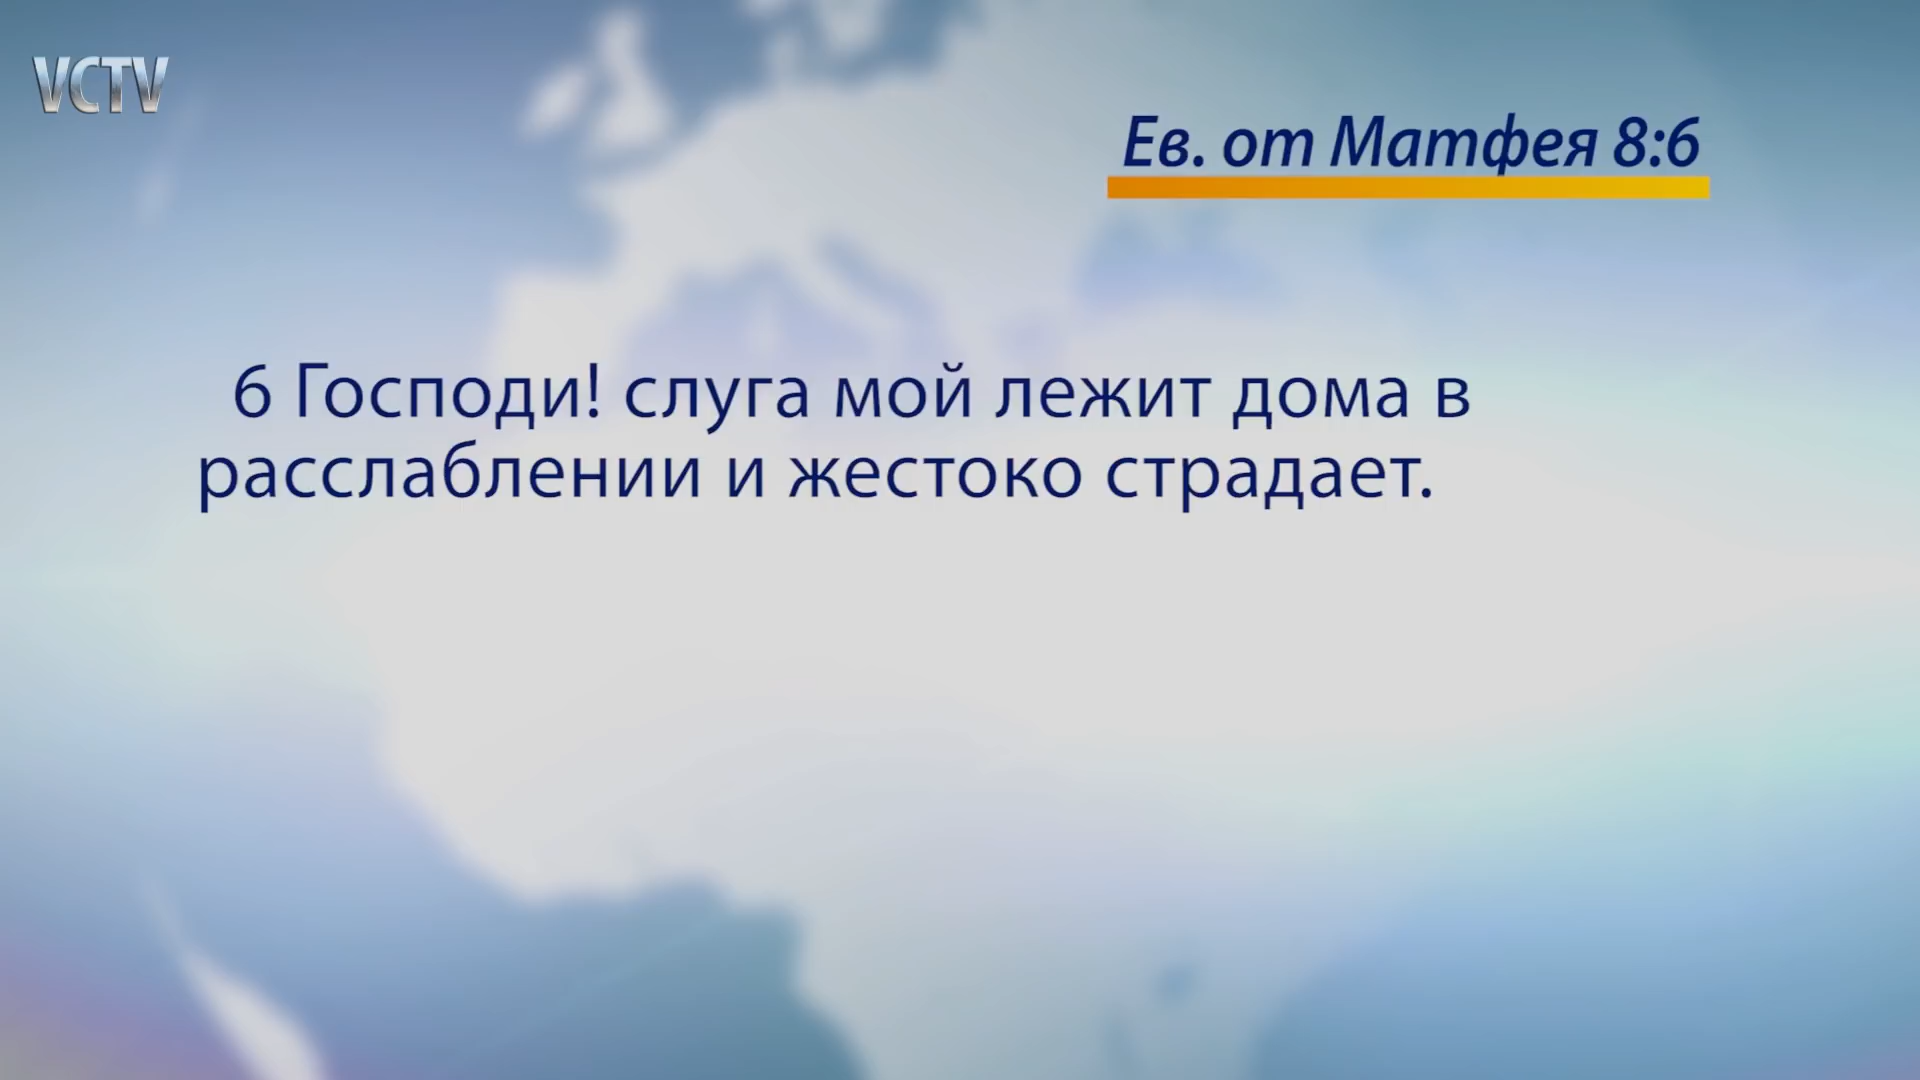 VCTV
Ев. от Матфея 8:6
6 Господи! слуга мой лежит дома в
расслаблении и жестоко страдает.